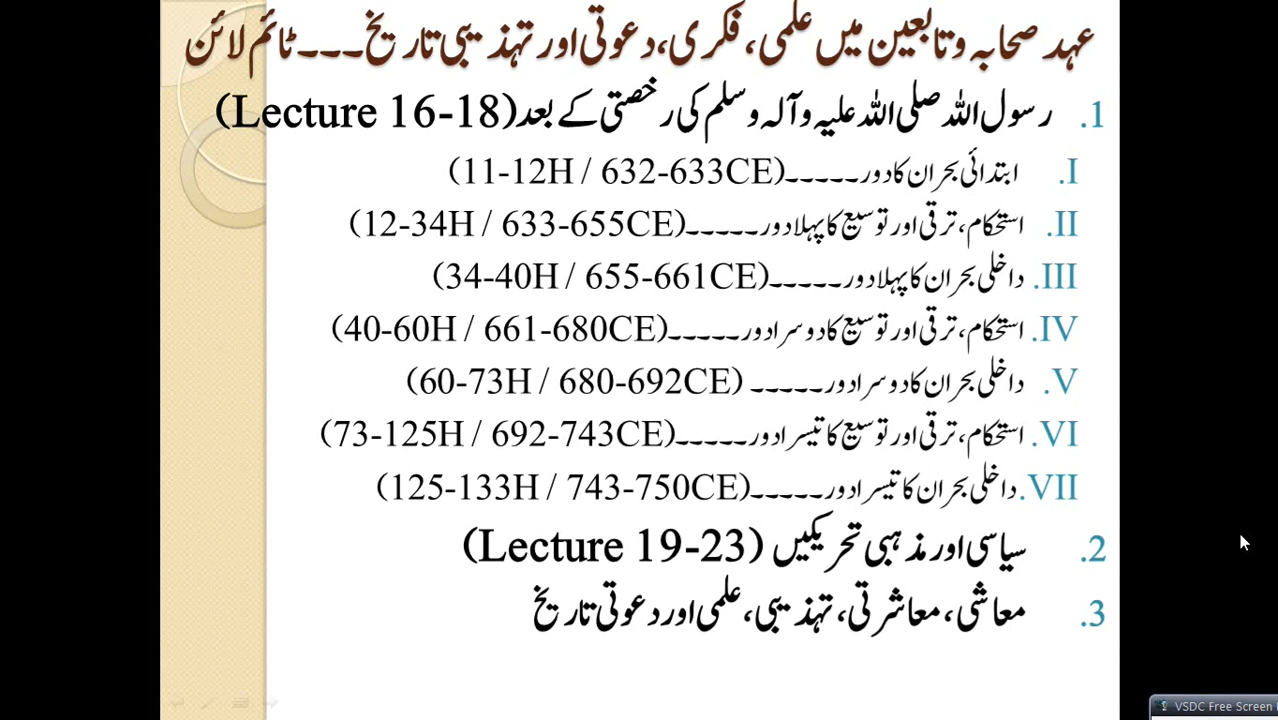 عہد صحابہ و تابعین میں علمی، فکری، دعوتی اور تہذیبی تاریخ۔۔۔ ٹائم لائن
1. رسول اللہ صلی اللہ علیہ وآلہ وسلم کی رخصتی کے بعد (Lecture 16-18)
I. ابتدائی بحران کا دور۔۔۔۔۔(11-12H / 632-633CE)
II. استحکام، ترقی اور توسیع کا پہلا دور۔۔۔۔۔(12-34H / 633-655CE)
III. داخلی بحران کا پہلا دور۔۔۔۔۔(34-40H / 655-661CE)
IV. استحکام، ترقی اور توسیع کا دوسرا دور۔۔۔۔۔(40-60H / 661-680CE)
V. داخلی بحران کا دوسرا دور۔۔۔۔۔ (60-73H / 680-692CE)
VI. استحکام، ترقی اور توسیع کا تیسرا دور۔۔۔۔۔(73-125H / 692-743CE)
VII. داخلی بحران کا تیسرا دور۔۔۔۔۔(125-133H / 743-750CE)
2. سیاسی اور مذہبی تحریکیں (Lecture 19-23)
3. معاشی، معاشرتی، تہذیبی، علمی اور دعوتی تاریخ
VSDC Free Screen